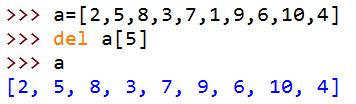 >>> a=[2,5,8,3,7,1,9,6,10,4]
>>> del a[5]
>>> a
[2, 5, 8, 3, 7, 9, 6, 10, 4]